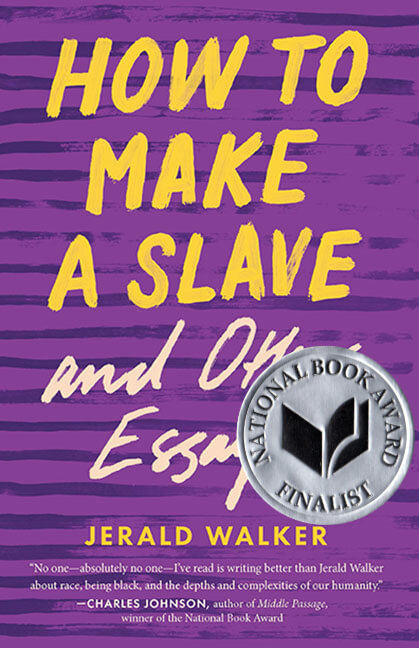 HOW TO
MAKE
A SLAVE
and Other
Essay
NATIONAL BOOK AWARD
FINALIST
JERALD WALKER
"No one—absolutely no one—I've read is writing better than Jerald Walker
about race, being black, and the depths and complexities of our humanity."
—CHARLES JOHNSON, author of Middle Passage,
winner of the National Book Award